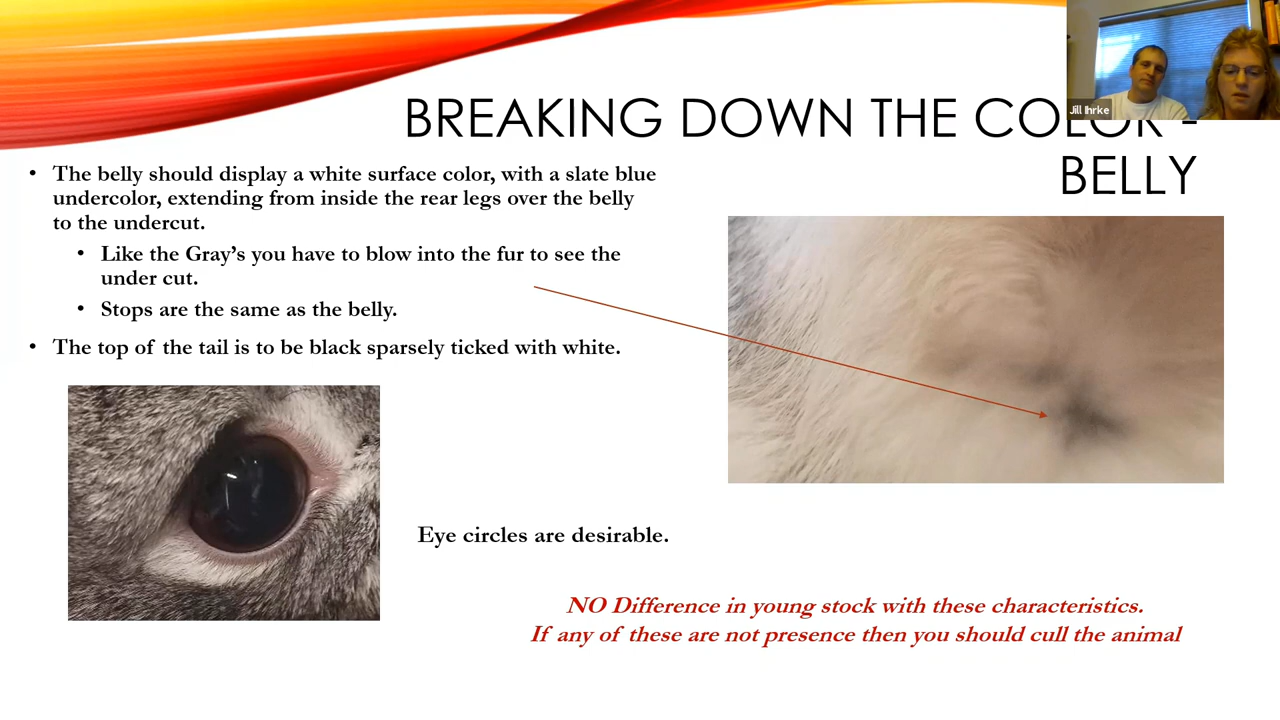 Jill Ihrke
BREAKING DOWN THE COLOR -
BELLY
• The belly should display a white surface color, with a slate blue
undercolor, extending from inside the rear legs over the belly
to the undercut.
• Like the Gray's you have to blow into the fur to see the
under cut.
• Stops are the same as the belly.
• The top of the tail is to be black sparsely ticked with white.
Eye circles are desirable.
NO Difference in young stock with these characteristics.
If any of these are not presence then you should cull the animal